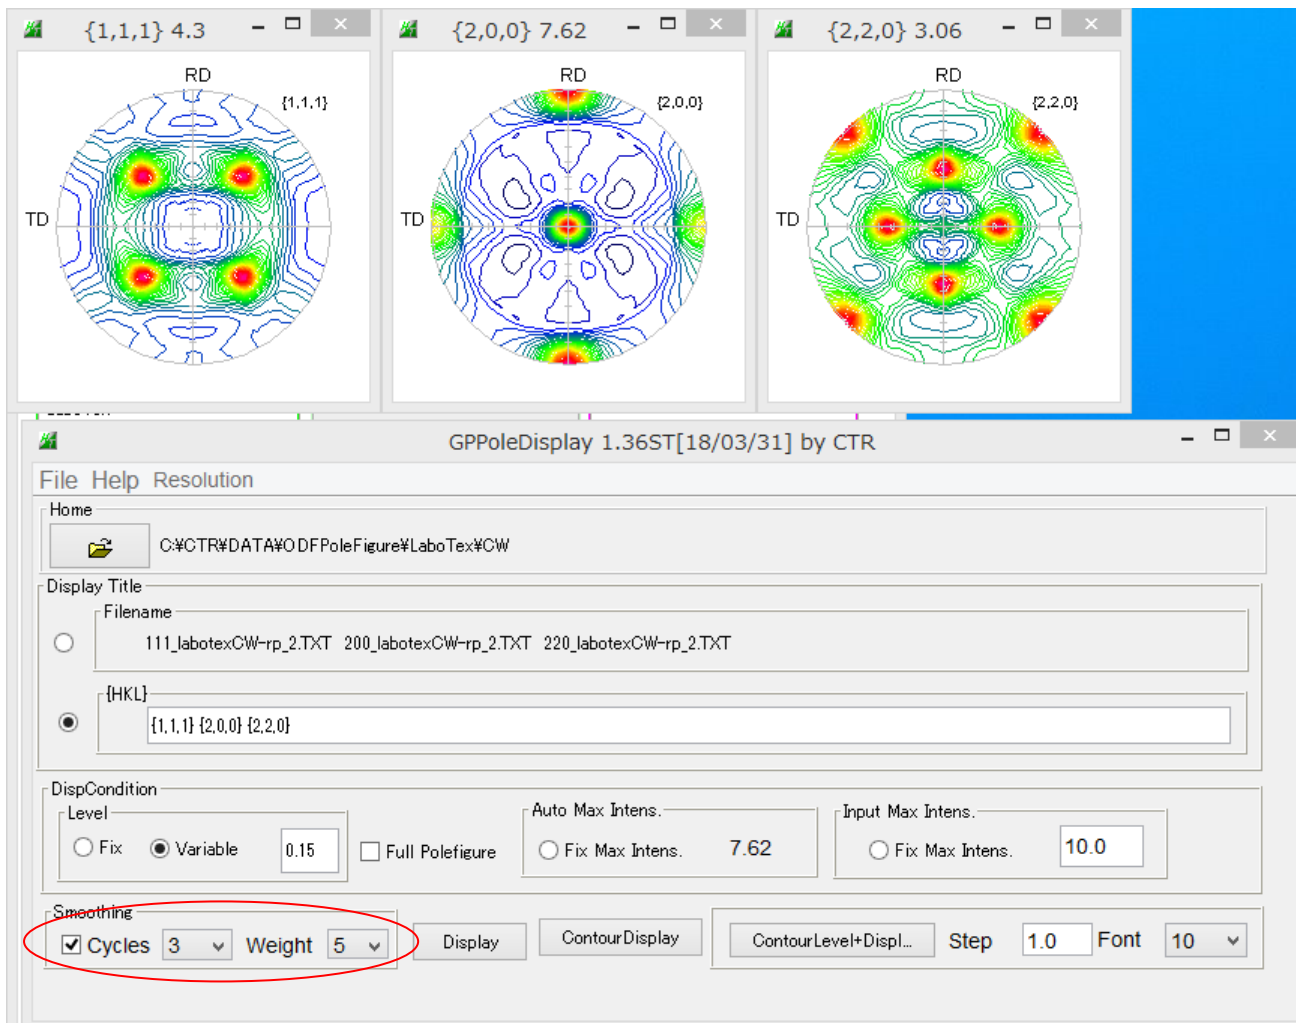 {1,1,1} 4.3
{2,0,0} 7.62
{2,2,0} 3.06
RD
{1,1,1}
TD
RD
{2,0,0}
TD
RD
{2,2,0}
TD
GPPoleDisplay 1.36ST[18/03/31] by CTR
File Help Resolution
Home
C:¥CTR¥DATA¥ODFPoleFigure¥LaboTex¥CW
Display Title
Filename
111_labotexCW-rp_2.TXT 200_labotexCW-rp_2.TXT 220_labotexCW-rp_2.TXT
{HKL}
{1,1,1} {2,0,0} {2,2,0}
DispCondition
Level
Fix Variable 0.15
Full Polefigure
Auto Max Intens.
Fix Max Intens. 7.62
Input Max Intens.
Fix Max Intens. 10.0
Smoothing
Cycles 3 Weight 5
Display
ContourDisplay
ContourLevel+Displ... Step 1.0 Font 10